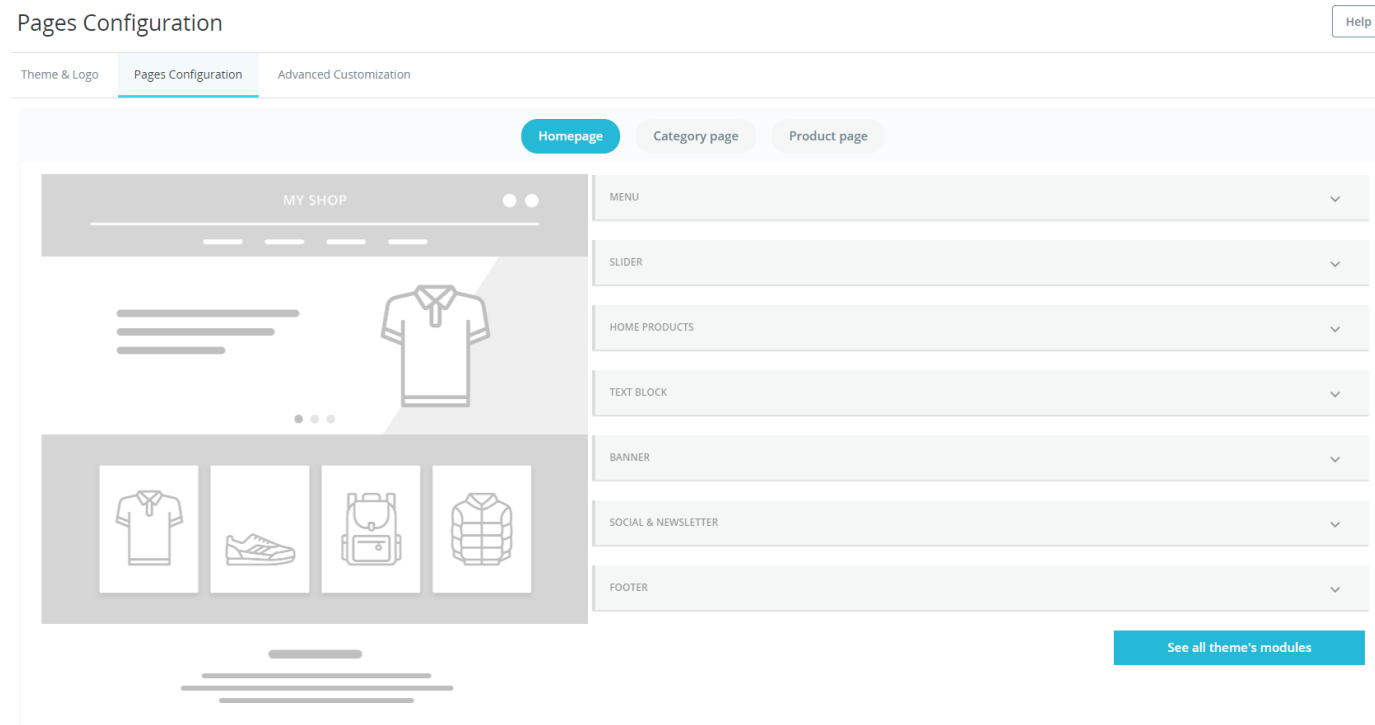 Pages Configuration
Help
Theme & Logo
Pages Configuration
Advanced Customization
Homepage
Category page
Product page
MY SHOP
MENU
SLIDER
HOME PRODUCTS
TEXT BLOCK
BANNER
SOCIAL & NEWSLETTER
FOOTER
See all theme's modules